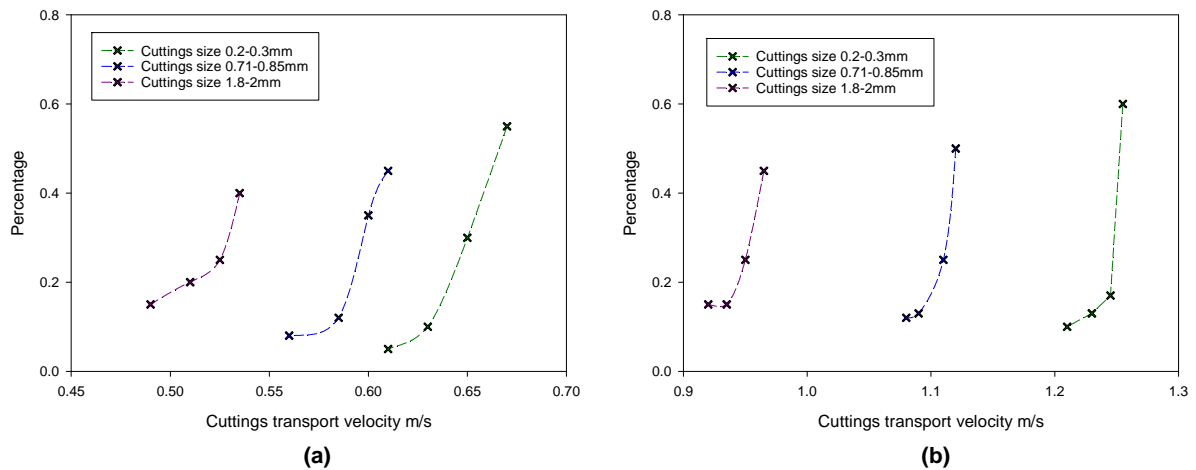 0.8
0.6
0.4
0.2
0.0
Percentage
Cuttings size 0.2-0.3mm
Cuttings size 0.71-0.85mm
Cuttings size 1.8-2mm
0.45 0.50 0.55 0.60 0.65 0.70
Cuttings transport velocity m/s
(a)
0.8
0.6
0.4
0.2
0.0
Percentage
Cuttings size 0.2-0.3mm
Cuttings size 0.71-0.85mm
Cuttings size 1.8-2mm
0.9 1.0 1.1 1.2 1.3
Cuttings transport velocity m/s
(b)